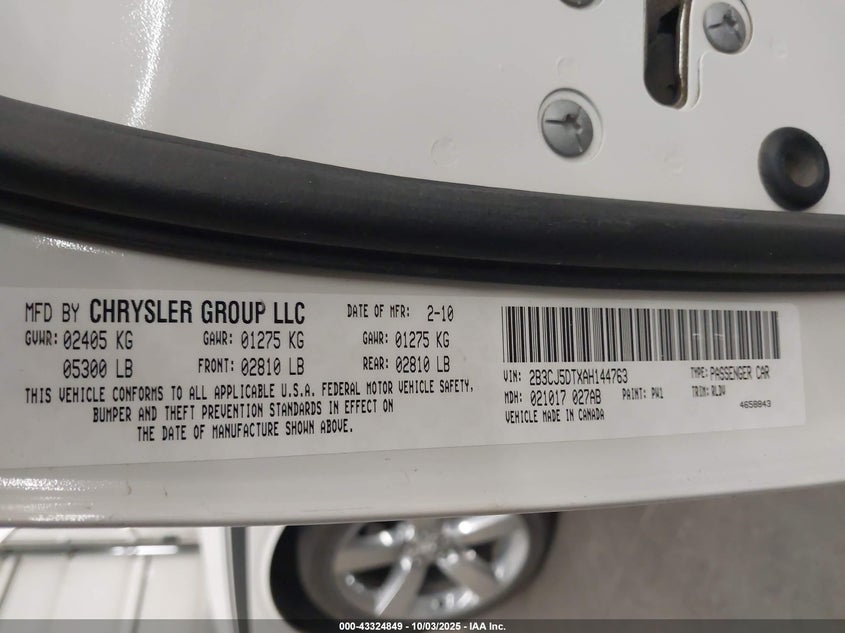 MFD BY CHRYSLER GROUP LLC DATE OF MFR: 2-10
GVWR: 02405 KG GAWR: 01275 KG GAWR: 01275 KG
05300 LB FRONT: 02810 LB REAR: 02810 LB
THIS VEHICLE CONFORMS TO ALL APPLICABLE U.S.A. FEDERAL MOTOR VEHICLE SAFETY,
BUMPER AND THEFT PREVENTION STANDARDS IN EFFECT ON
THE DATE OF MANUFACTURE SHOWN ABOVE.
VIN: 2B3CJ5DTXAH144763 TYPE: PASSENGER CAR
MDH: 021017 027AB PAINT: PW1 TRIM: RLDV
VEHICLE MADE IN CANADA 4658843
000-43324849 - 10/03/2025 - IAA Inc.